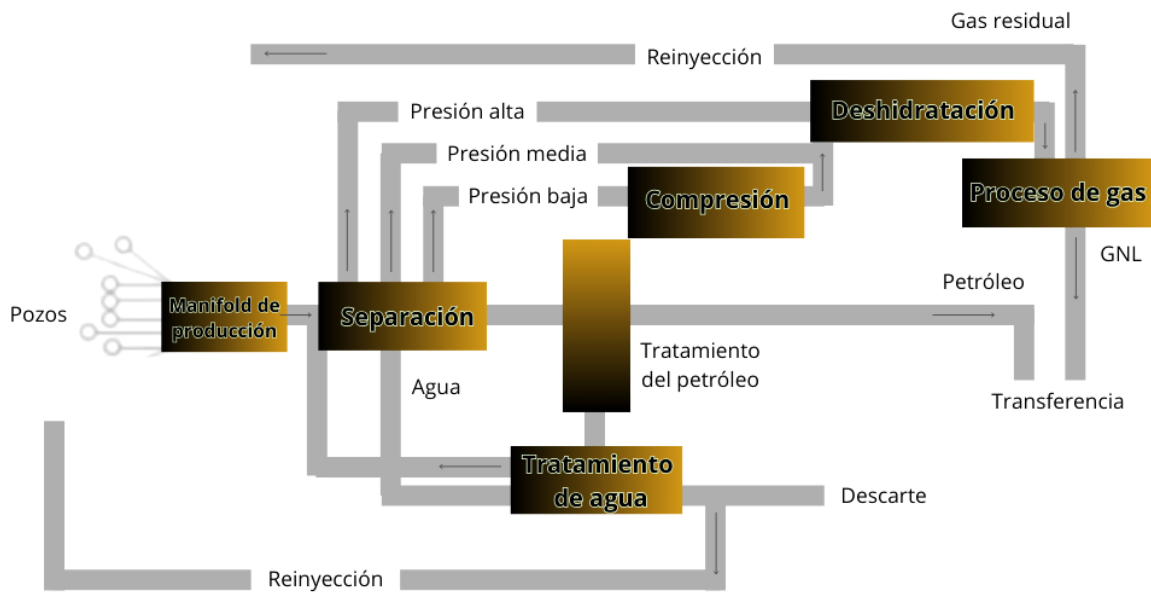 Gas residual
Reinyección
Presión alta
Deshidratación
Presión media
Presión baja
Compresión
Proceso de gas
GNL
Petróleo
Pozos
Manifold de
producción
Separación
Tratamiento
del petróleo
Agua
Transferencia
Tratamiento
de agua
Descarte
Reinyección